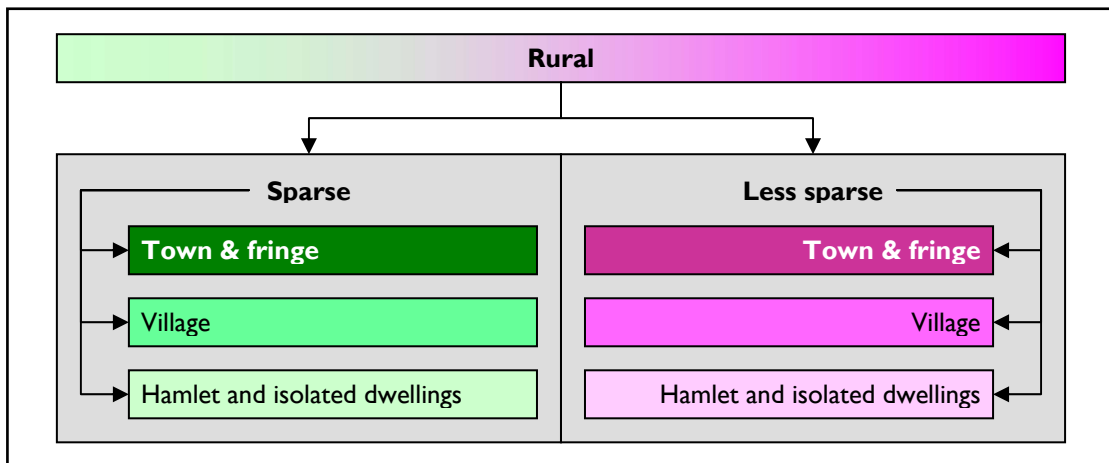 Rural
Sparse
Less sparse
Town & fringe
Town & fringe
Village
Village
Hamlet and isolated dwellings
Hamlet and isolated dwellings